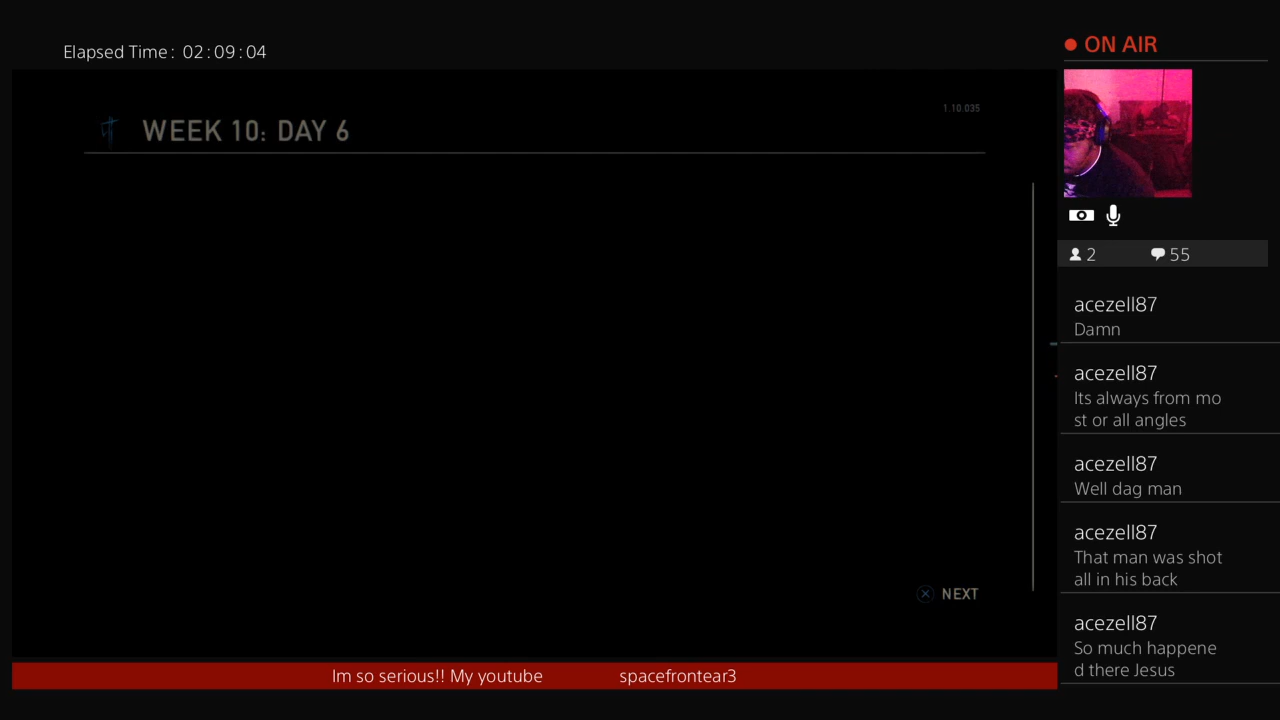 Elapsed Time: 02:09:04
ON AIR
1.10.035
WEEK 10: DAY 6
2 55
acezell87
Damn
acezell87
Its always from mo
st or all angles
acezell87
Well dag man
acezell87
That man was shot
all in his back
acezell87
So much happene
d there Jesus
NEXT
Im so serious!! My youtube spacefrontear3